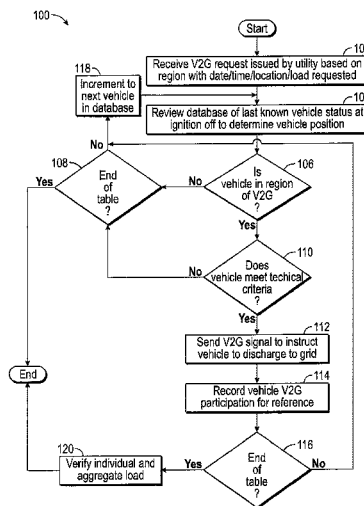 100
Start
10
Receive V2G request issued by utility based on
region with date/time/location/load requested
118
Increment to
next vehicle
in database
10
Review database of last known vehicle status at
ignition off to determine vehicle position
No
108
End
of
table
?
Yes
No
106
Is
vehicle in region
of V2G
?
Yes
110
Does
vehicle meet techical
criteria
?
No
Yes
112
Send V2G signal to instruct
vehicle to discharge to grid
114
Record vehicle V2G
participation for reference
End
116
End
of
table
?
Yes
No
120
Verify individual and
aggregate load